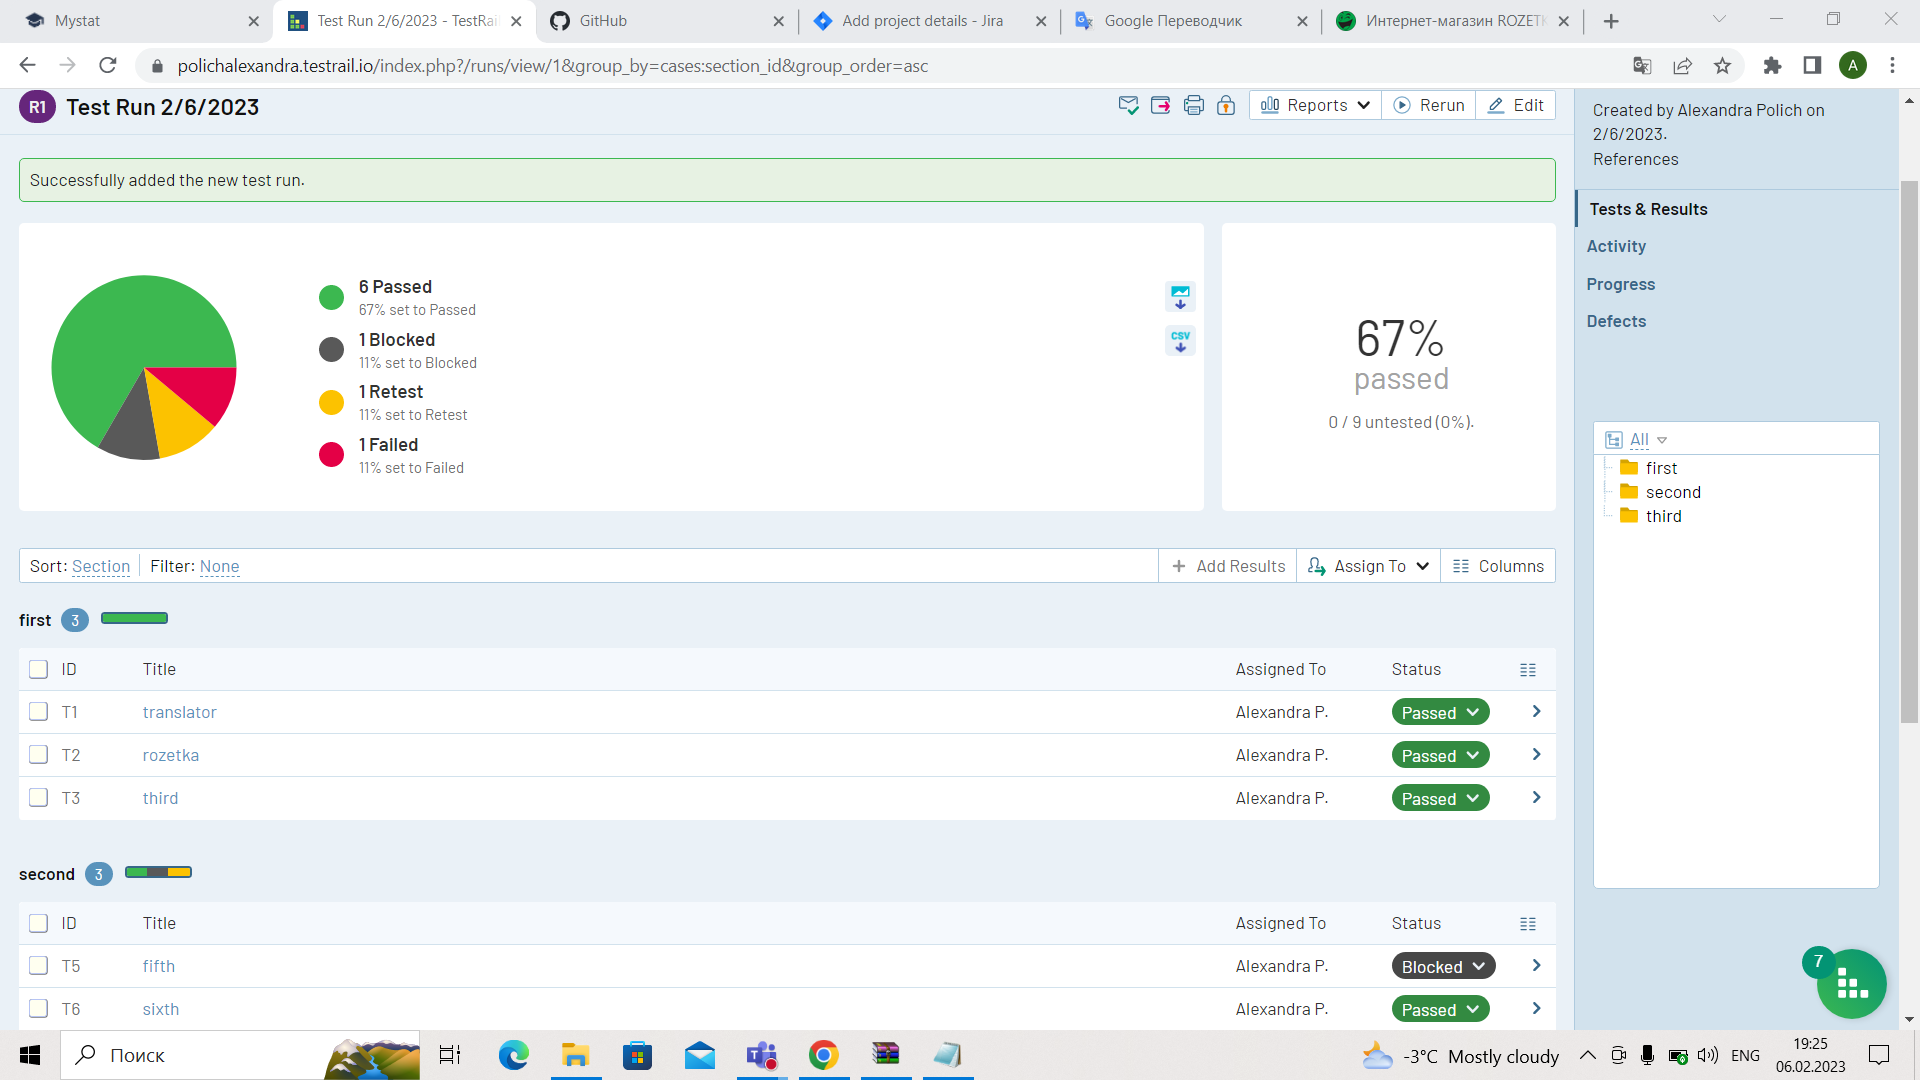 Mystat
Test Run 2/6/2023 - TestRai
GitHub
Add project details - Jira
Google Переводчик
Интернет-магазин ROZETK
polichalexandra.testrail.io/index.php?/runs/view/1&group_by=cases:section_id&group_order=asc
A
R1 Test Run 2/6/2023
Reports
Rerun
Edit
Created by Alexandra Polich on
2/6/2023.
References
Successfully added the new test run.
Tests & Results
Activity
Progress
Defects
6 Passed
67% set to Passed
1 Blocked
11% set to Blocked
1 Retest
11% set to Retest
1 Failed
11% set to Failed
CSV
67%
passed
0 / 9 untested (0%).
All
first
second
third
Sort: Section Filter: None
Add Results
Assign To
Columns
first 3
ID Title Assigned To Status
T1 translator Alexandra P. Passed
T2 rozetka Alexandra P. Passed
T3 third Alexandra P. Passed
second 3
ID Title Assigned To Status
T5 fifth Alexandra P. Blocked
T6 sixth Alexandra P. Passed
7
Поиск
-3°C Mostly cloudy
ENG
19:25
06.02.2023